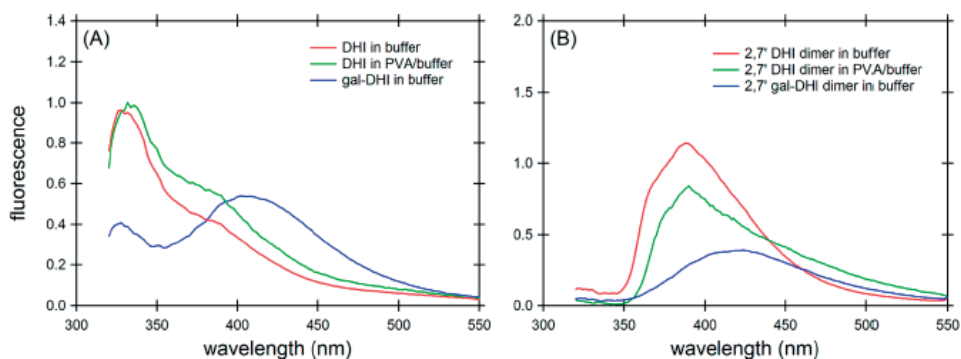 (A)
DHI in buffer
DHI in PVA/buffer
gal-DHI in buffer
fluorescence
1.4
1.2
1.0
0.8
0.6
0.4
0.2
0.0
300 350 400 450 500 550
wavelength (nm)
(B)
2,7' DHI dimer in buffer
2,7' DHI dimer in PVA/buffer
2,7' gal-DHI dimer in buffer
2.0
1.5
1.0
0.5
0.0
300 350 400 450 500 550
wavelength (nm)